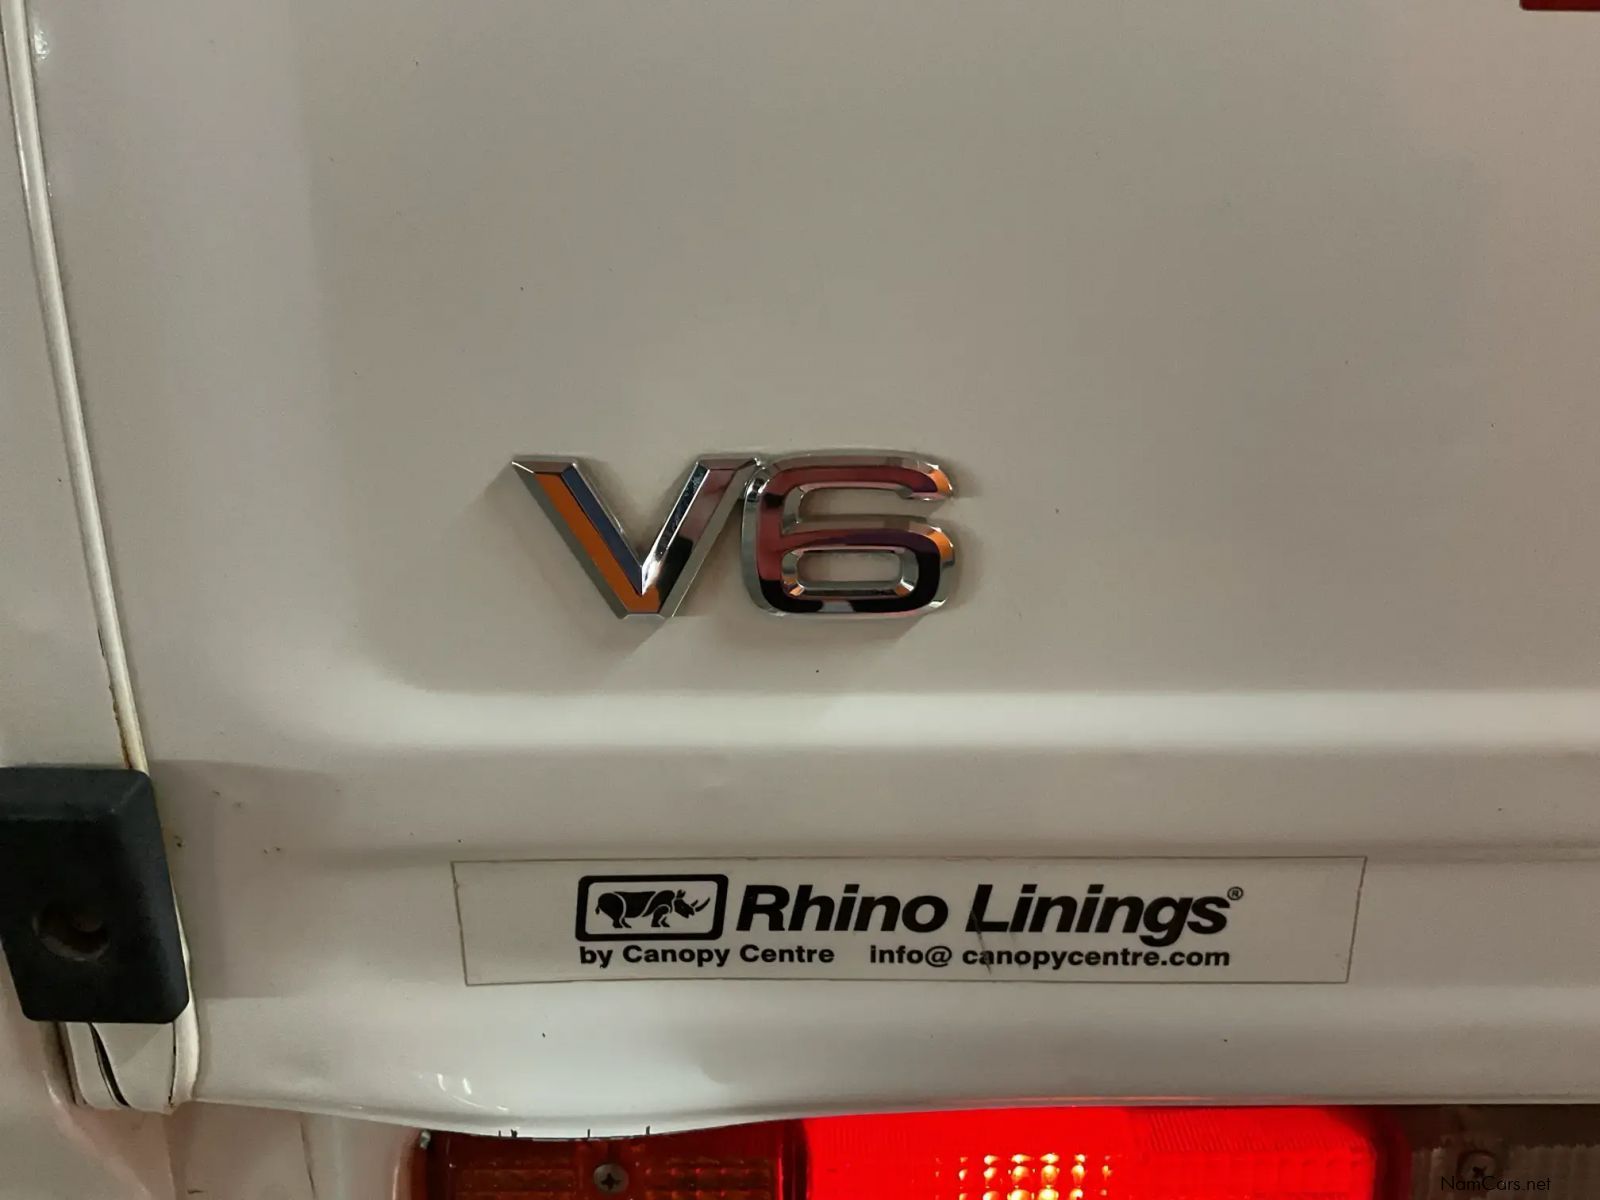 V6
Rhino Linings®
by Canopy Centre info@ canopycentre.com
NamCars.net